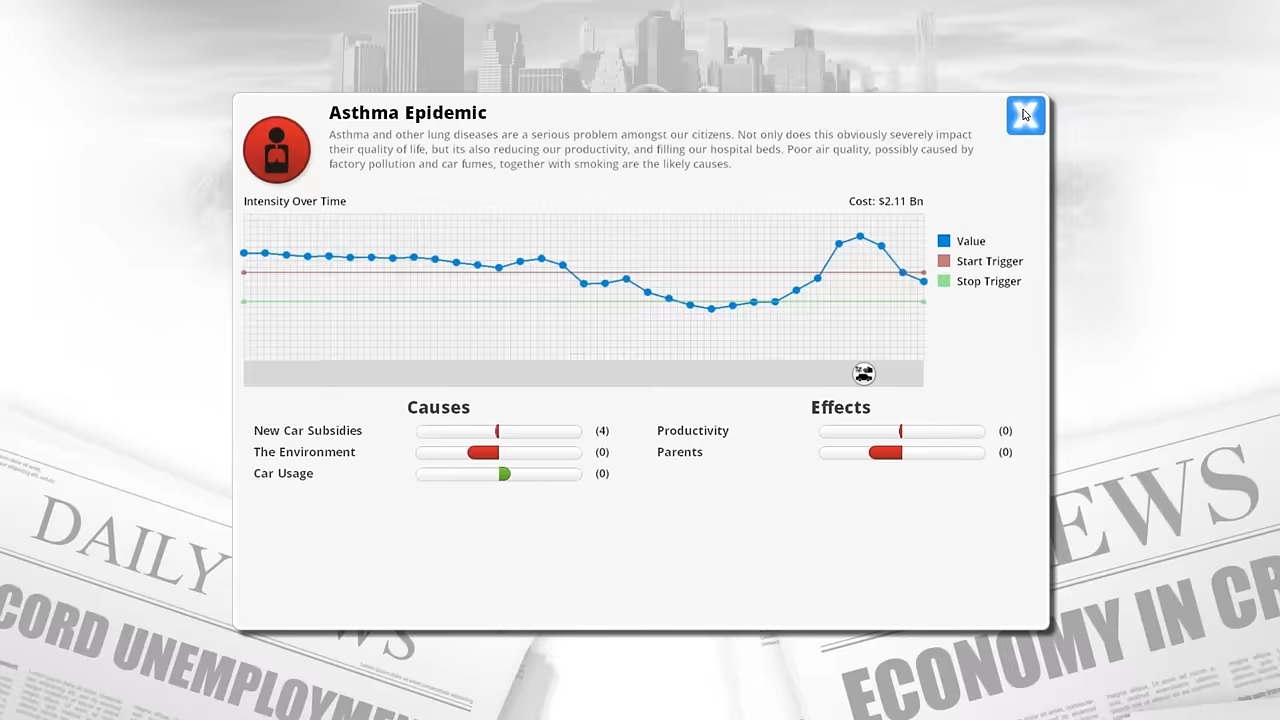 Asthma Epidemic
Asthma and other lung diseases are a serious problem amongst our citizens. Not only does this obviously severely impact
their quality of life, but its also reducing our productivity, and filling our hospital beds. Poor air quality, possibly caused by
factory pollution and car fumes, together with smoking are the likely causes.
Intensity Over Time
Cost: $2.11 Bn
Value
Start Trigger
Stop Trigger
Causes
New Car Subsidies (4)
The Environment (0)
Car Usage (0)
Effects
Productivity (0)
Parents (0)
DAILY
WS
CORD UNEMPLOYME
EWS
ECONOMY IN CR